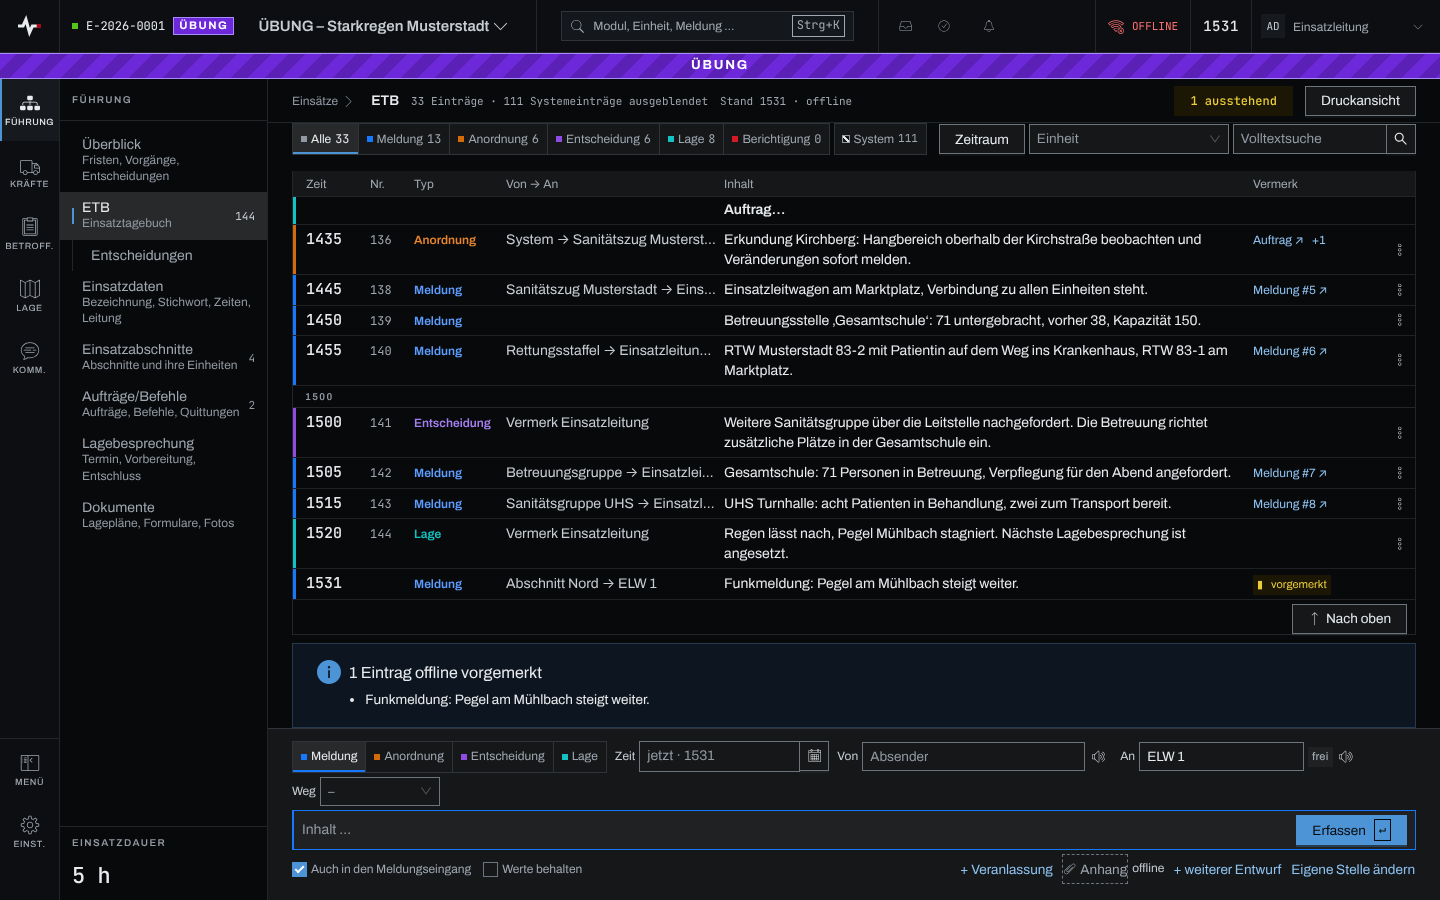 E-2026-0001 ÜBUNG ÜBUNG – Starkregen Musterstadt Modul, Einheit, Meldung ... Strg+K OFFLINE 1531 AD Einsatzleitung
ÜBUNG
FÜHRUNG
KRÄFTE
BETROFF.
LAGE
KOMM.
MENÜ
EINST.
FÜHRUNG
Überblick
Fristen, Vorgänge,
Entscheidungen
ETB
Einsatztagebuch 144
Entscheidungen
Einsatzdaten
Bezeichnung, Stichwort, Zeiten,
Leitung
Einsatzabschnitte
Abschnitte und ihre Einheiten 4
Aufträge/Befehle
Aufträge, Befehle, Quittungen 2
Lagebesprechung
Termin, Vorbereitung,
Entschluss
Dokumente
Lagepläne, Formulare, Fotos
EINSATZDAUER
5 h
Einsätze ETB 33 Einträge · 111 Systemeinträge ausgeblendet Stand 1531 · offline 1 ausstehend Druckansicht
Alle 33 Meldung 13 Anordnung 6 Entscheidung 6 Lage 8 Berichtigung 0 System 111 Zeitraum Einheit Volltextsuche
Zeit Nr. Typ Von → An Inhalt Vermerk
Auftrag...
1435 136 Anordnung System → Sanitätszug Musterst... Erkundung Kirchberg: Hangbereich oberhalb der Kirchstraße beobachten und Auftrag ↗ +1
Veränderungen sofort melden.
1445 138 Meldung Sanitätszug Musterstadt → Eins... Einsatzleitwagen am Marktplatz, Verbindung zu allen Einheiten steht. Meldung #5 ↗
1450 139 Meldung Betreuungsstelle ‚Gesamtschule‘: 71 untergebracht, vorher 38, Kapazität 150.
1455 140 Meldung Rettungsstaffel → Einsatzleitun... RTW Musterstadt 83-2 mit Patientin auf dem Weg ins Krankenhaus, RTW 83-1 am Meldung #6 ↗
Marktplatz.
1500
1500 141 Entscheidung Vermerk Einsatzleitung Weitere Sanitätsgruppe über die Leitstelle nachgefordert. Die Betreuung richtet
zusätzliche Plätze in der Gesamtschule ein.
1505 142 Meldung Betreuungsgruppe → Einsatzlei... Gesamtschule: 71 Personen in Betreuung, Verpflegung für den Abend angefordert. Meldung #7 ↗
1515 143 Meldung Sanitätsgruppe UHS → Einsatzl... UHS Turnhalle: acht Patienten in Behandlung, zwei zum Transport bereit. Meldung #8 ↗
1520 144 Lage Vermerk Einsatzleitung Regen lässt nach, Pegel Mühlbach stagniert. Nächste Lagebesprechung ist
angesetzt.
1531 Meldung Abschnitt Nord → ELW 1 Funkmeldung: Pegel am Mühlbach steigt weiter. vorgemerkt
↑ Nach oben
1 Eintrag offline vorgemerkt
• Funkmeldung: Pegel am Mühlbach steigt weiter.
Meldung Anordnung Entscheidung Lage Zeit jetzt · 1531 Von Absender An ELW 1 frei
Weg –
Inhalt ... Erfassen ↵
Auch in den Meldungseingang Werte behalten + Veranlassung Anhang offline + weiterer Entwurf Eigene Stelle ändern